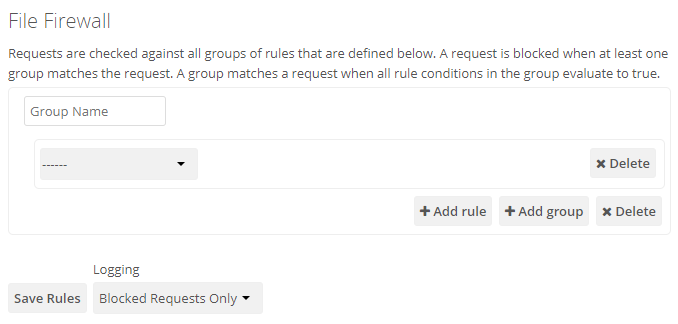 File Firewall
Requests are checked against all groups of rules that are defined below. A request is blocked when at least one
group matches the request. A group matches a request when all rule conditions in the group evaluate to true.
Group Name
------
✖ Delete
+ Add rule + Add group ✖ Delete
Logging
Save Rules Blocked Requests Only